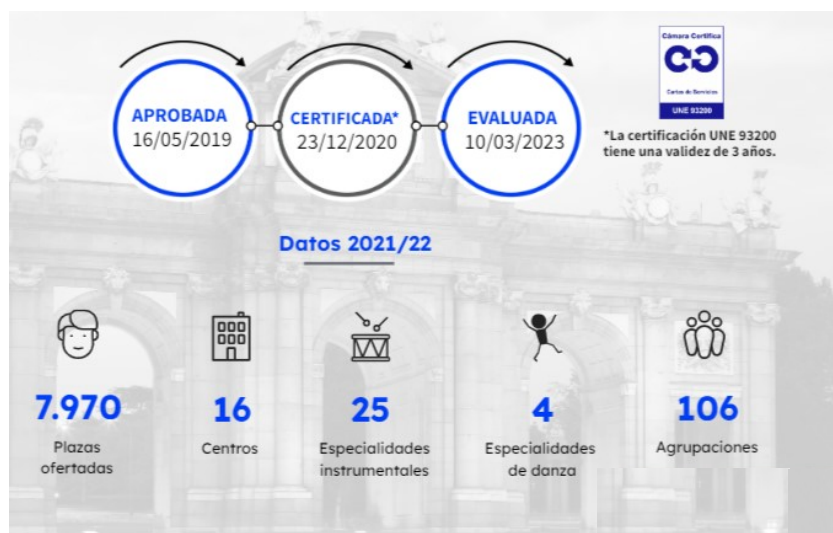 APROBADA
16/05/2019
CERTIFICADA*
23/12/2020
EVALUADA
10/03/2023
Cámara Certifica
Cartas de Servicios
UNE 93200
*La certificación UNE 93200
tiene una validez de 3 años.
Datos 2021/22
7.970
Plazas
ofertadas
16
Centros
25
Especialidades
instrumentales
4
Especialidades
de danza
106
Agrupaciones